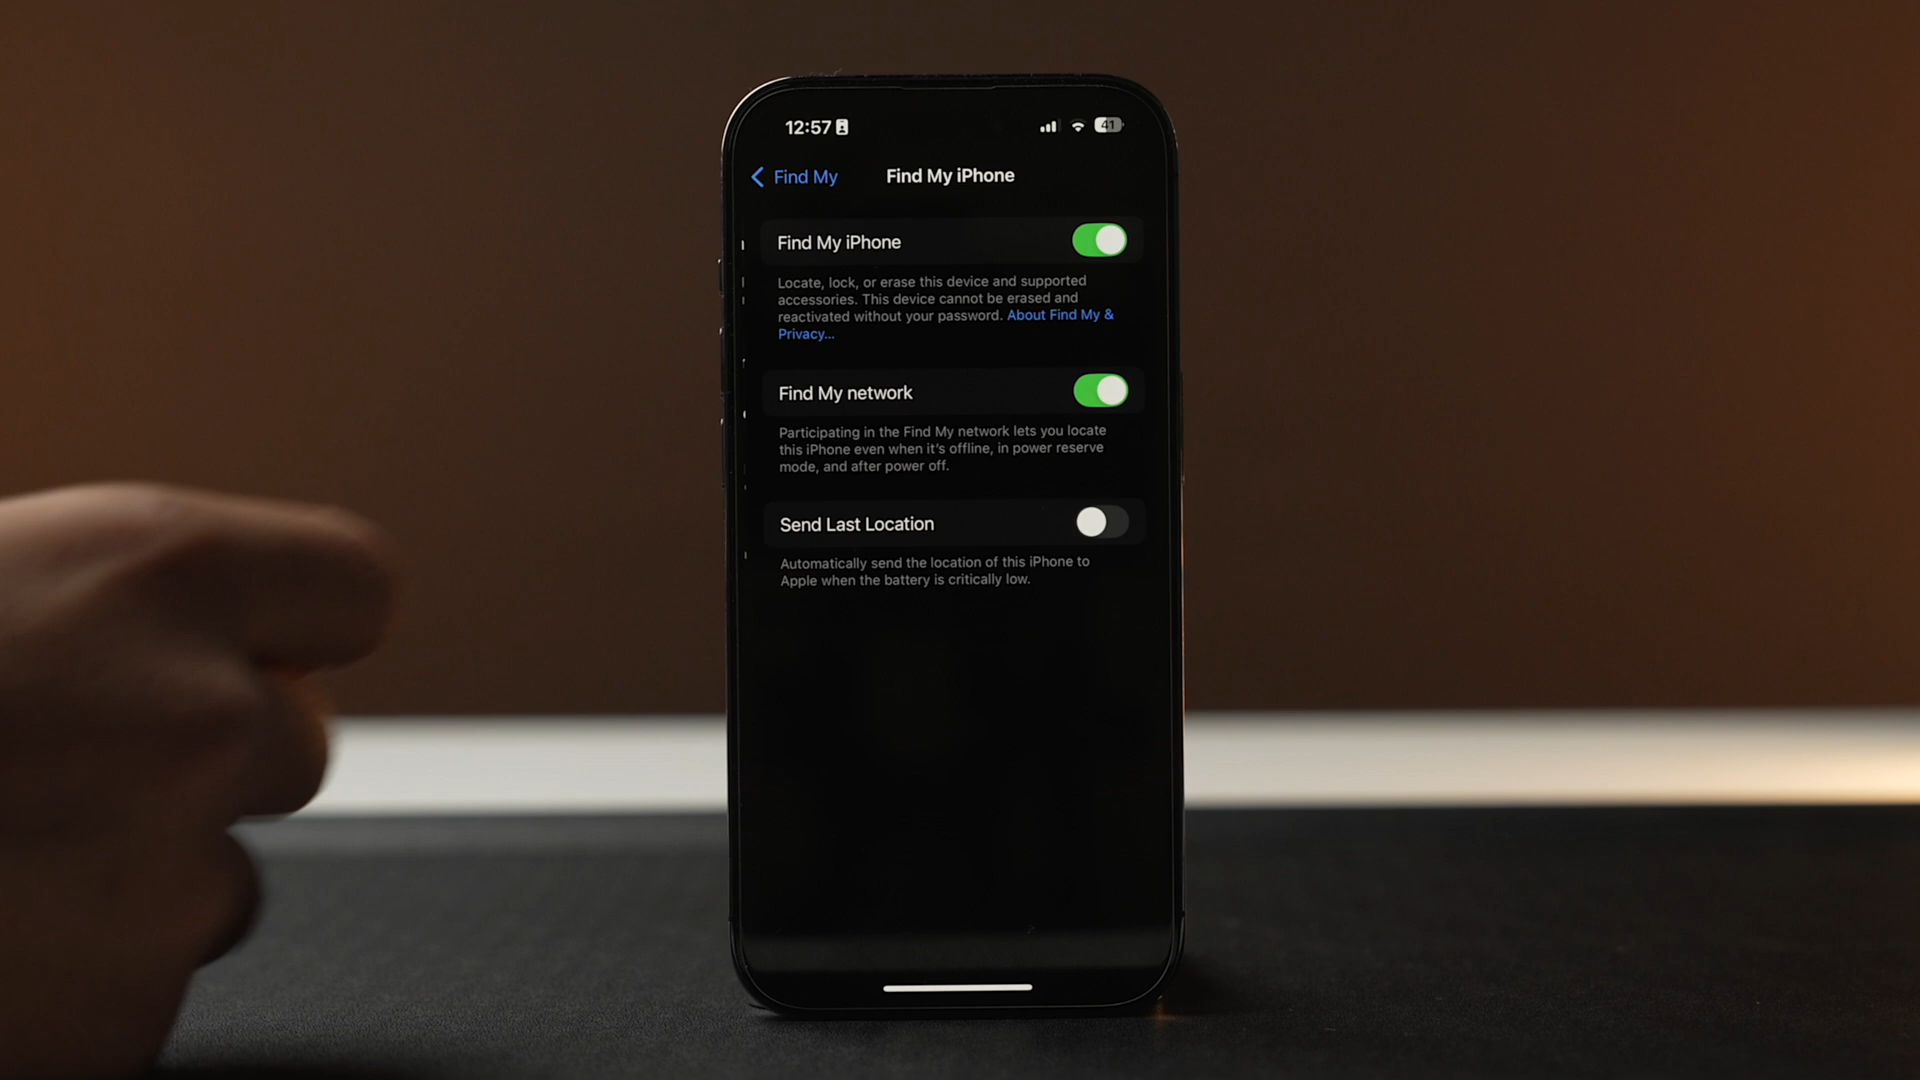 12:57
41
Find My
Find My iPhone
Find My iPhone
Locate, lock, or erase this device and supported
accessories. This device cannot be erased and
reactivated without your password. About Find My &
Privacy...
Find My network
Participating in the Find My network lets you locate
this iPhone even when it's offline, in power reserve
mode, and after power off.
Send Last Location
Automatically send the location of this iPhone to
Apple when the battery is critically low.